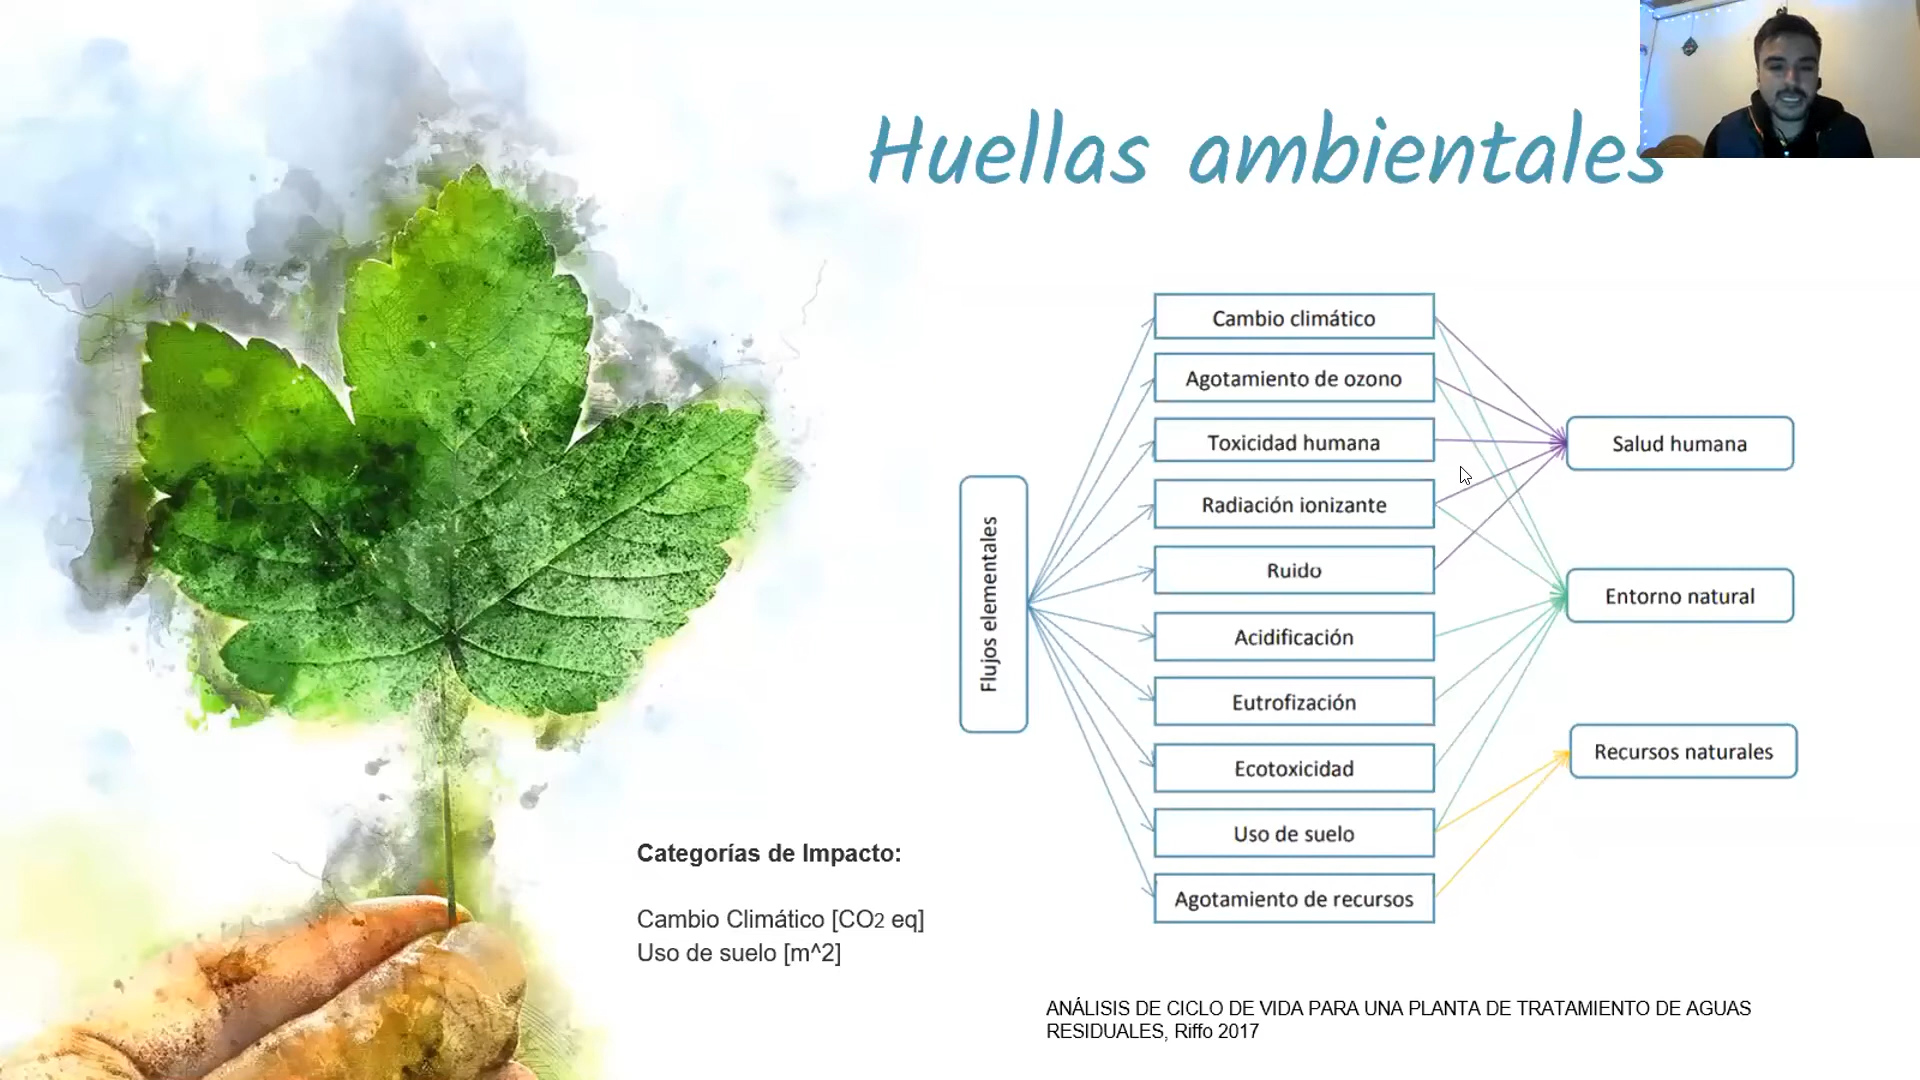 Huellas ambientales
Flujos elementales
Cambio climático
Agotamiento de ozono
Toxicidad humana
Radiación ionizante
Ruido
Acidificación
Eutrofización
Ecotoxicidad
Uso de suelo
Agotamiento de recursos
Salud humana
Entorno natural
Recursos naturales
Categorías de Impacto:
Cambio Climático [CO2 eq]
Uso de suelo [m^2]
ANÁLISIS DE CICLO DE VIDA PARA UNA PLANTA DE TRATAMIENTO DE AGUAS
RESIDUALES, Riffo 2017